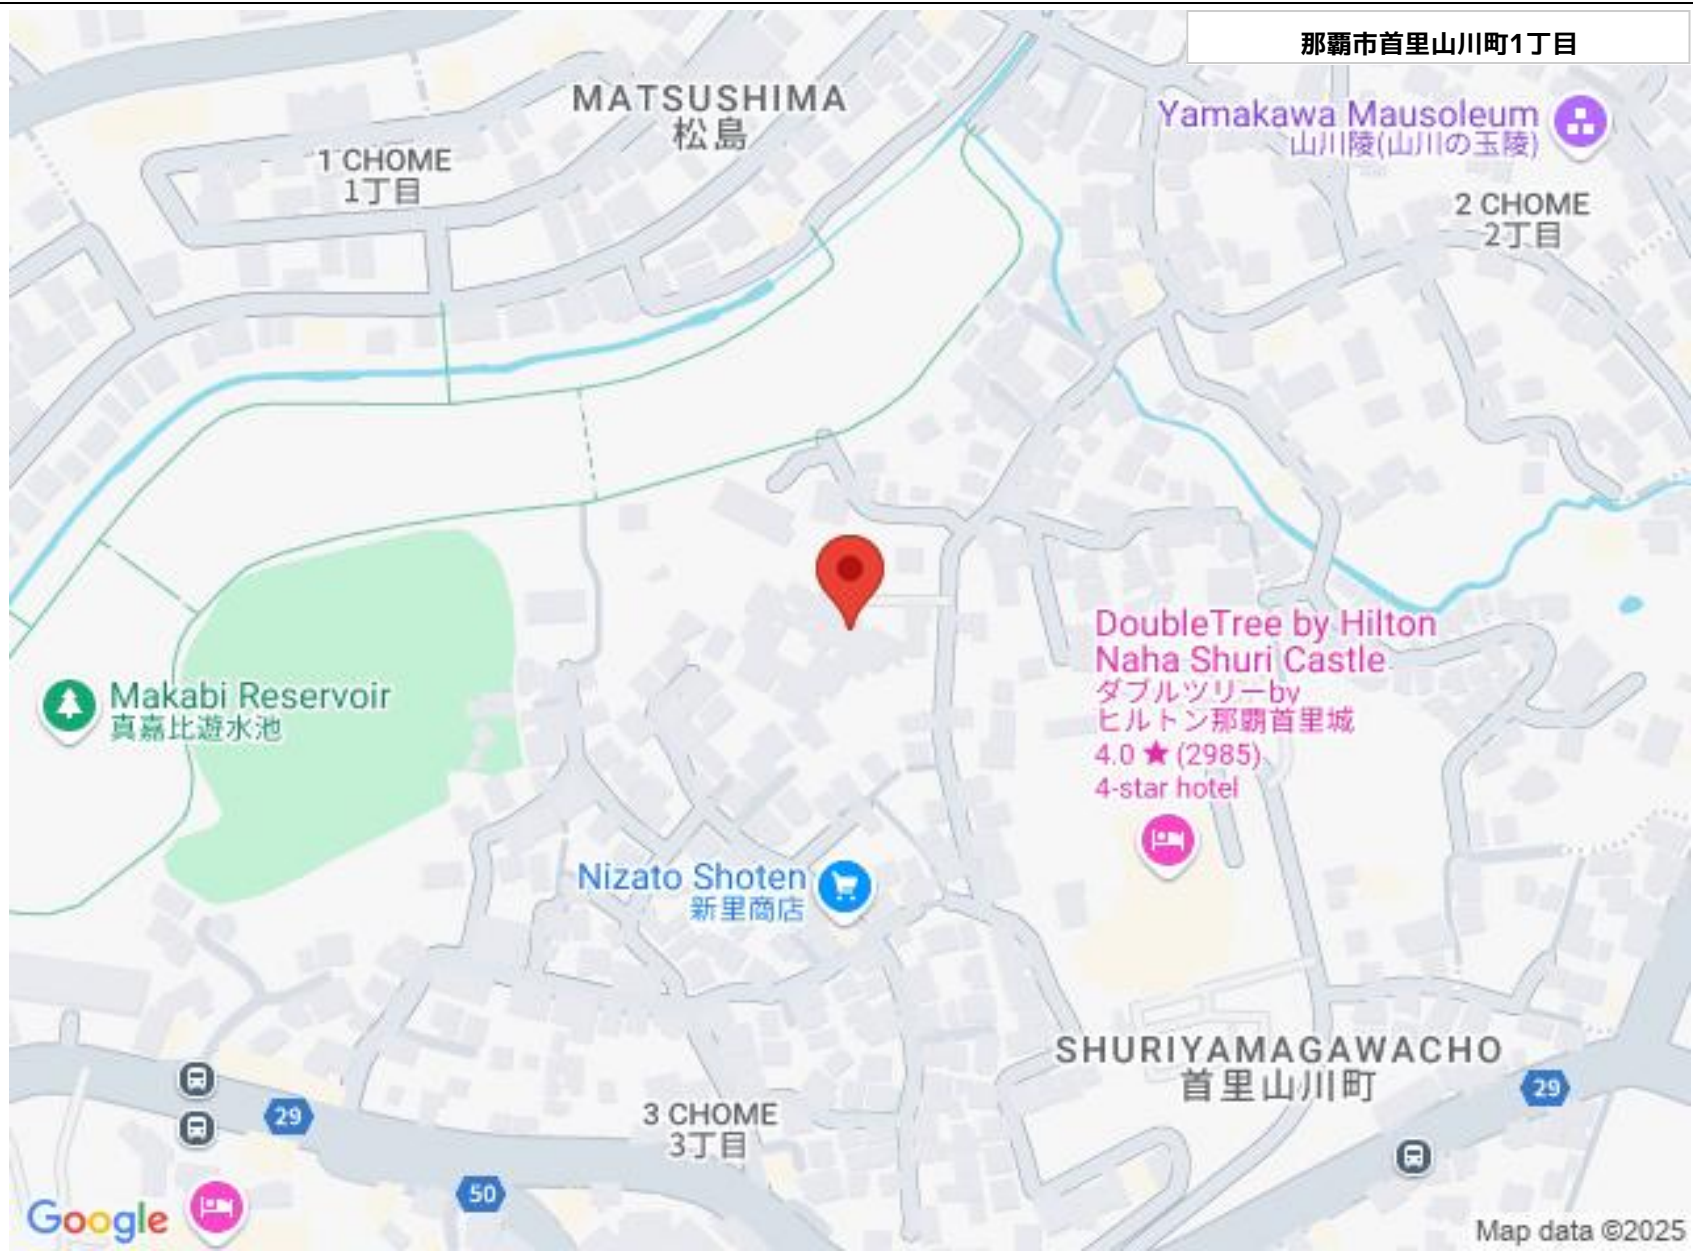 那覇市首里山川町1丁目
MATSUSHIMA
松島
Yamakawa Mausoleum
山川陵(山川の玉陵)
1 CHOME
1丁目
2 CHOME
2丁目
DoubleTree by Hilton
Naha Shuri Castle
ダブルツリーby
ヒルトン那覇首里城
4.0 ★ (2985)
4-star hotel
Makabi Reservoir
真嘉比遊水池
Nizato Shoten
新里商店
SHURIYAMAGAWACHO
首里山川町
29
29
3 CHOME
3丁目
50
Google
Map data ©2025